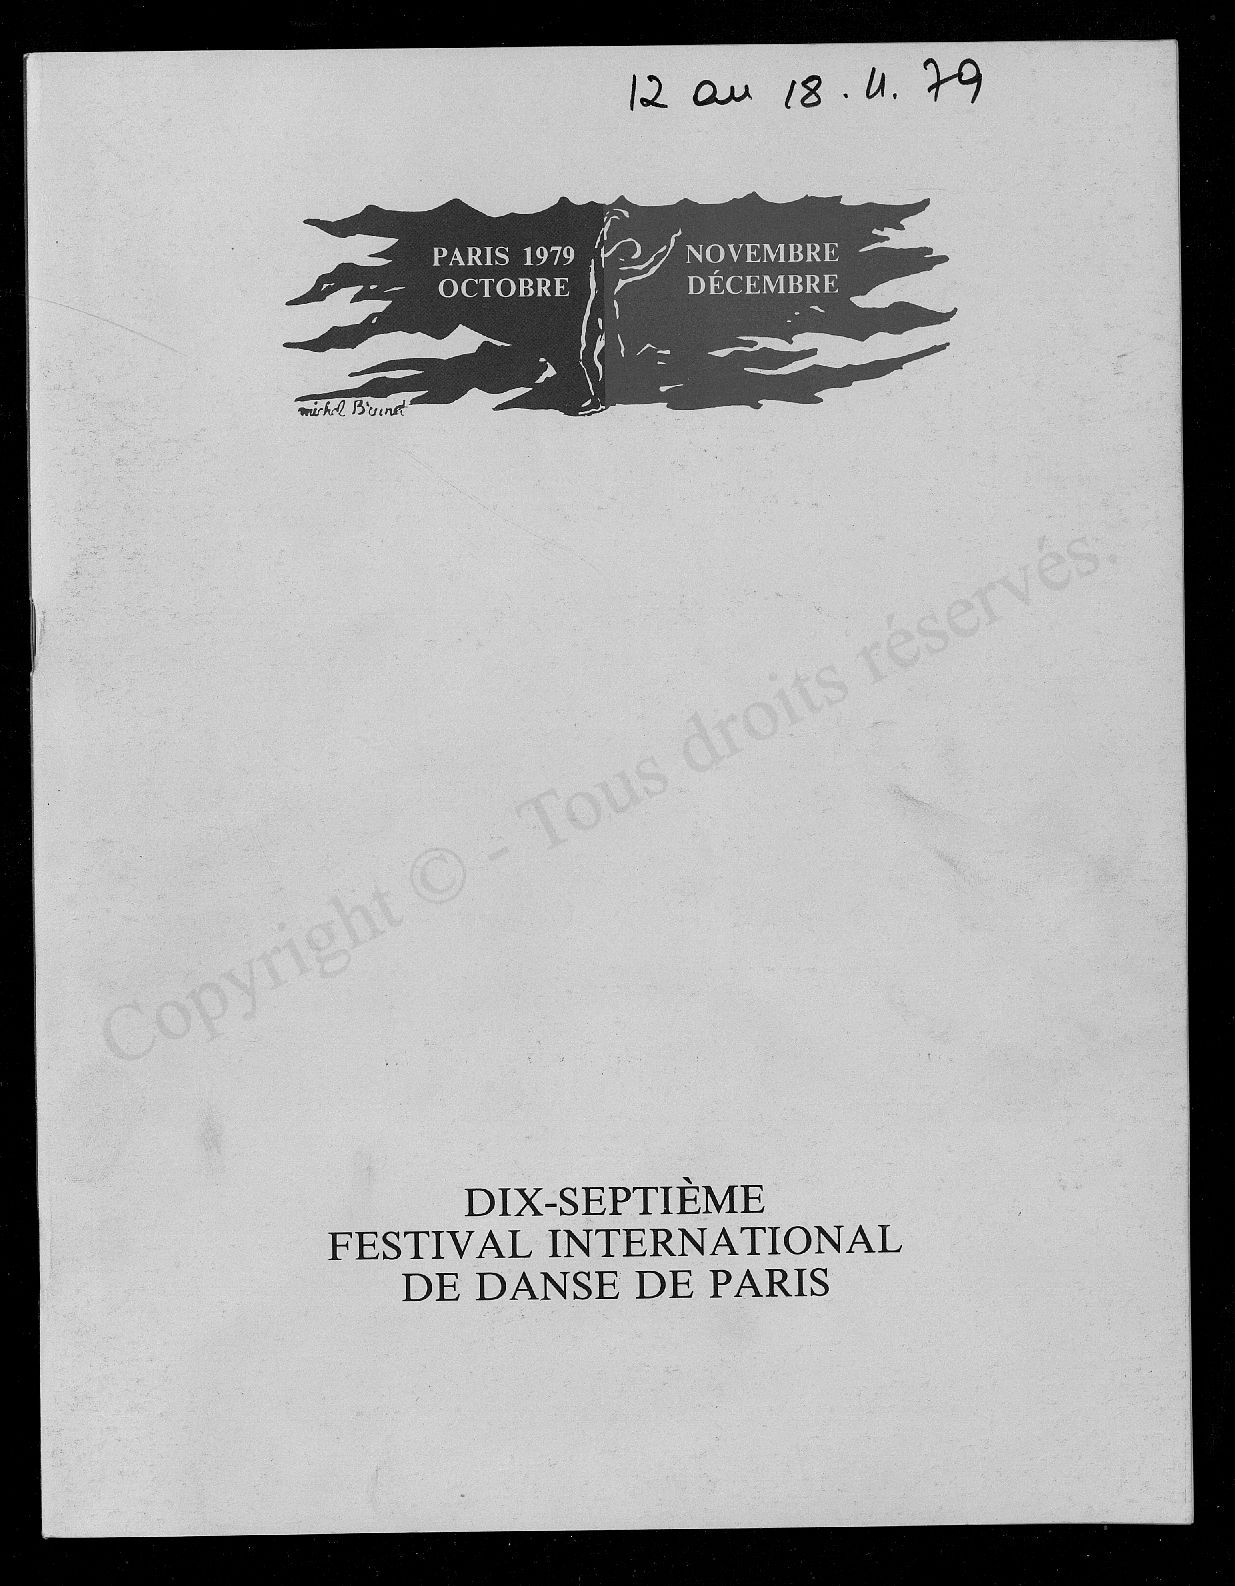 12 au 18.11.79
PARIS 1979
OCTOBRE
NOVEMBRE
DÉCEMBRE
michel Brunet
Copyright © - Tous droits réservés.
DIX-SEPTIÈME
FESTIVAL INTERNATIONAL
DE DANSE DE PARIS